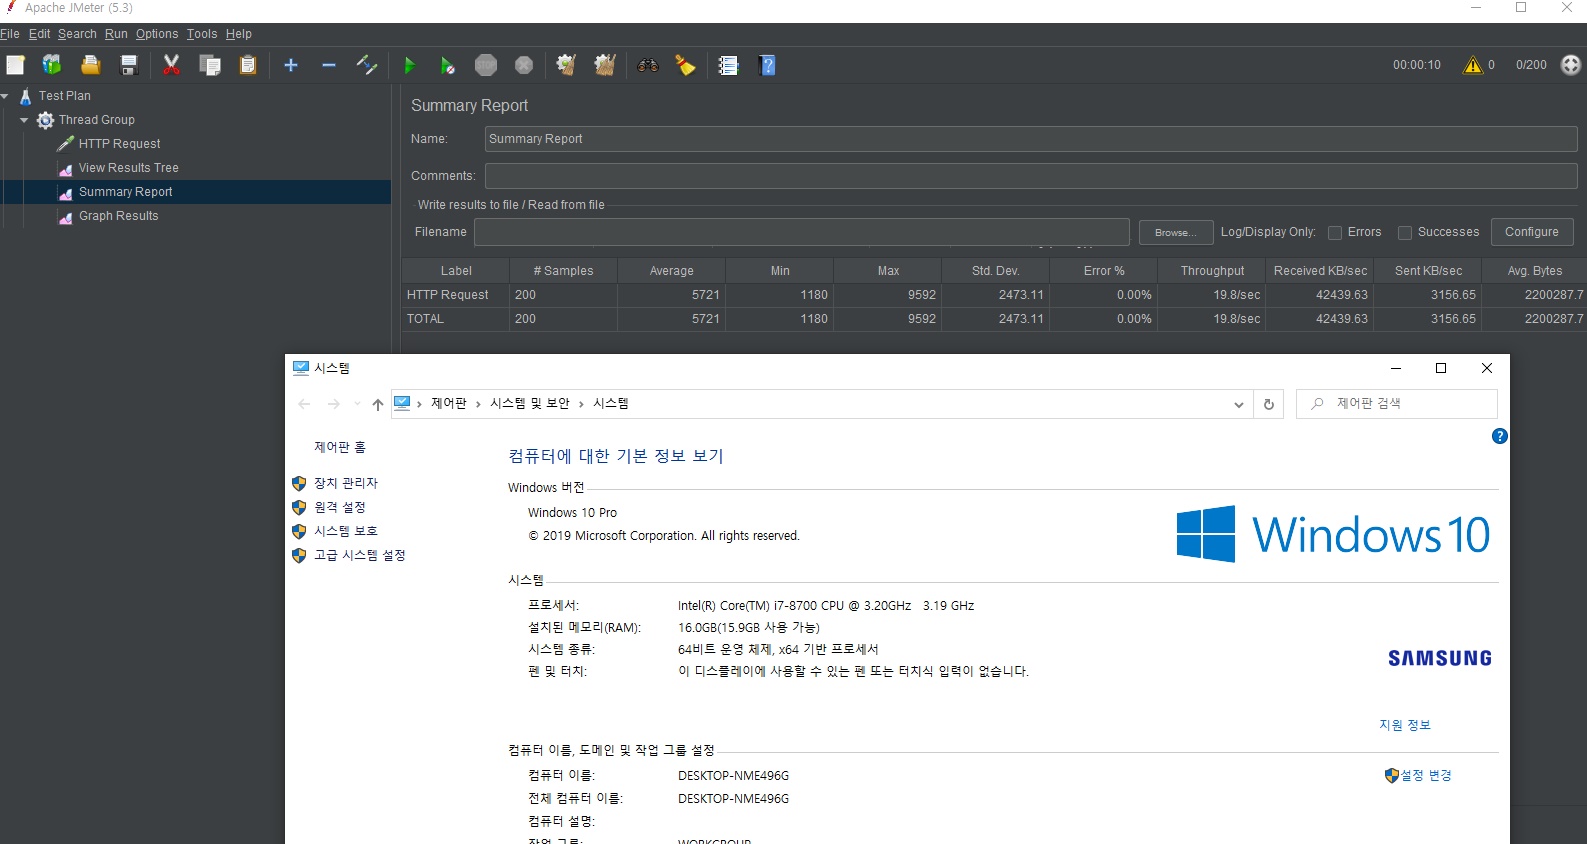 Apache JMeter (5.3)
File Edit Search Run Options Tools Help
00:00:10 0 0/200
Test Plan
Thread Group
HTTP Request
View Results Tree
Summary Report
Graph Results
Summary Report
Name: Summary Report
Comments:
Write results to file / Read from file
Filename Browse... Log/Display Only: Errors Successes Configure
Label # Samples Average Min Max Std. Dev. Error % Throughput Received KB/sec Sent KB/sec Avg. Bytes
HTTP Request 200 5721 1180 9592 2473.11 0.00% 19.8/sec 42439.63 3156.65 2200287.7
TOTAL 200 5721 1180 9592 2473.11 0.00% 19.8/sec 42439.63 3156.65 2200287.7
시스템
제어판 › 시스템 및 보안 › 시스템
제어판 검색
제어판 홈
장치 관리자
원격 설정
시스템 보호
고급 시스템 설정
컴퓨터에 대한 기본 정보 보기
Windows 버전
Windows 10 Pro
© 2019 Microsoft Corporation. All rights reserved.
Windows 10
시스템
프로세서: Intel(R) Core(TM) i7-8700 CPU @ 3.20GHz 3.19 GHz
설치된 메모리(RAM): 16.0GB(15.9GB 사용 가능)
시스템 종류: 64비트 운영 체제, x64 기반 프로세서
펜 및 터치: 이 디스플레이에 사용할 수 있는 펜 또는 터치식 입력이 없습니다.
SAMSUNG
지원 정보
컴퓨터 이름, 도메인 및 작업 그룹 설정
컴퓨터 이름: DESKTOP-NME496G
설정 변경
전체 컴퓨터 이름: DESKTOP-NME496G
컴퓨터 설명:
작업 그룹: WORKGROUP